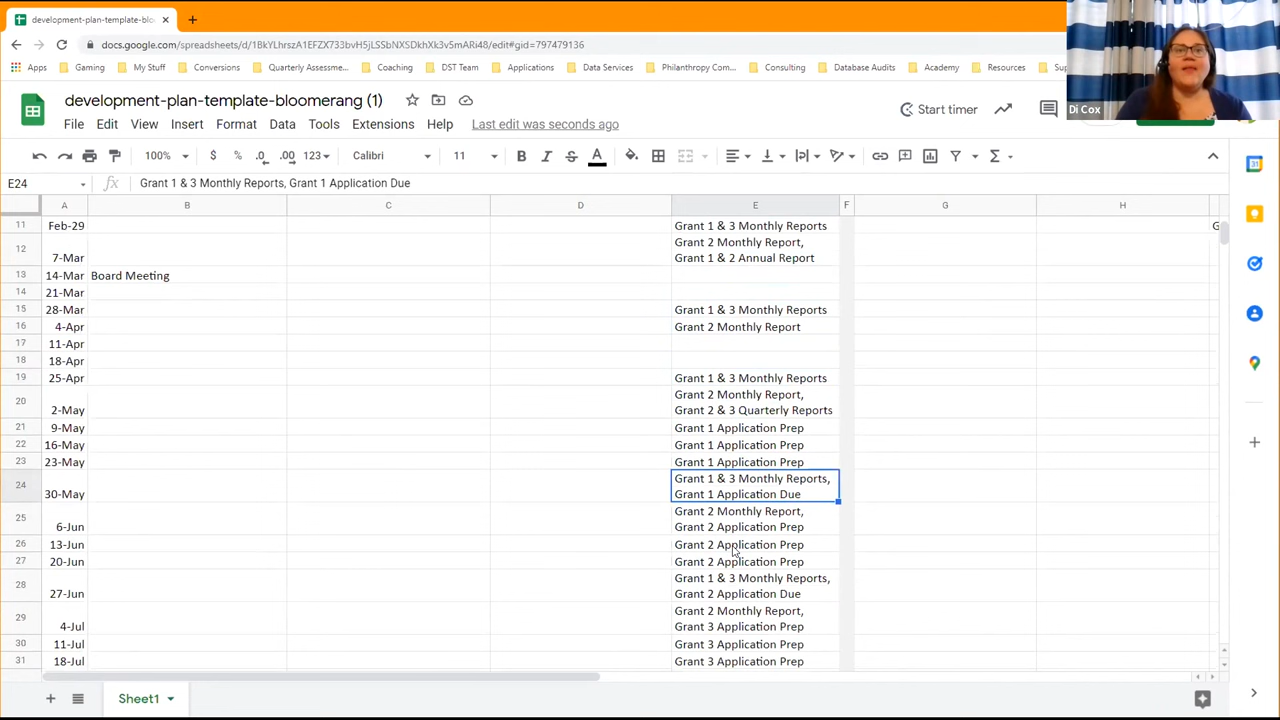 development-plan-template-bloo
docs.google.com/spreadsheets/d/1BkYLhrszA1EFZX733bvH5jLSSbNXSDkhXk3v5mARi48/edit#gid=797479136
Apps Gaming My Stuff Conversions Quarterly Assessme... Coaching DST Team Applications Data Services Philanthropy Com... Consulting Database Audits Academy Resources Sup
Di Cox
development-plan-template-bloomerang (1)
Start timer
File Edit View Insert Format Data Tools Extensions Help Last edit was seconds ago
100% $ % .0 .00 123 Calibri 11 B I S A
E24 fx Grant 1 & 3 Monthly Reports, Grant 1 Application Due
A B C D E F G H
11 Feb-29 Grant 1 & 3 Monthly Reports G
12 7-Mar Grant 2 Monthly Report,
Grant 1 & 2 Annual Report
13 14-Mar Board Meeting
14 21-Mar
15 28-Mar Grant 1 & 3 Monthly Reports
16 4-Apr Grant 2 Monthly Report
17 11-Apr
18 18-Apr
19 25-Apr Grant 1 & 3 Monthly Reports
20 2-May Grant 2 Monthly Report,
Grant 2 & 3 Quarterly Reports
21 9-May Grant 1 Application Prep
22 16-May Grant 1 Application Prep
23 23-May Grant 1 Application Prep
24 30-May Grant 1 & 3 Monthly Reports,
Grant 1 Application Due
25 6-Jun Grant 2 Monthly Report,
Grant 2 Application Prep
26 13-Jun Grant 2 Application Prep
27 20-Jun Grant 2 Application Prep
28 27-Jun Grant 1 & 3 Monthly Reports,
Grant 2 Application Due
29 4-Jul Grant 2 Monthly Report,
Grant 3 Application Prep
30 11-Jul Grant 3 Application Prep
31 18-Jul Grant 3 Application Prep
Sheet1